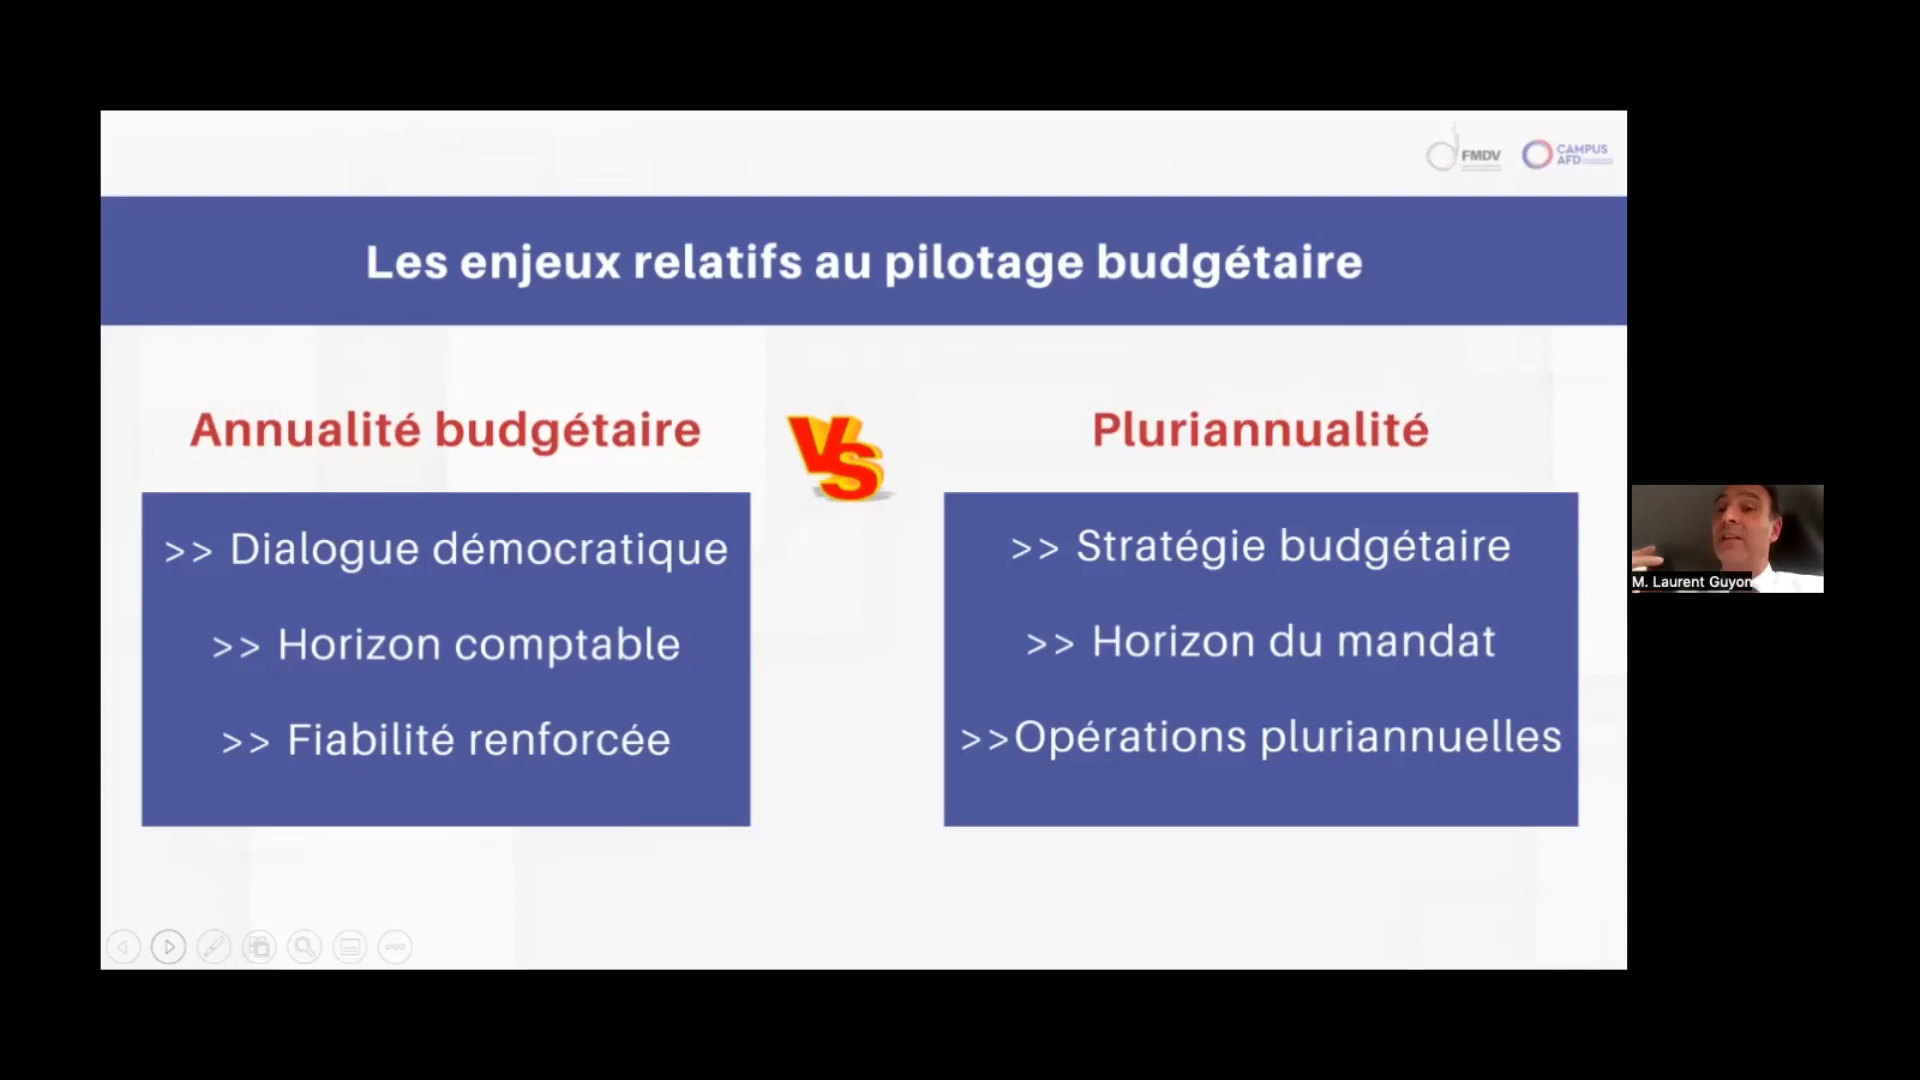 FMDV
CAMPUS
AFD
Les enjeux relatifs au pilotage budgétaire
Annualité budgétaire
VS
Pluriannualité
>> Dialogue démocratique
>> Horizon comptable
>> Fiabilité renforcée
>> Stratégie budgétaire
>> Horizon du mandat
>>Opérations pluriannuelles
M. Laurent Guyon